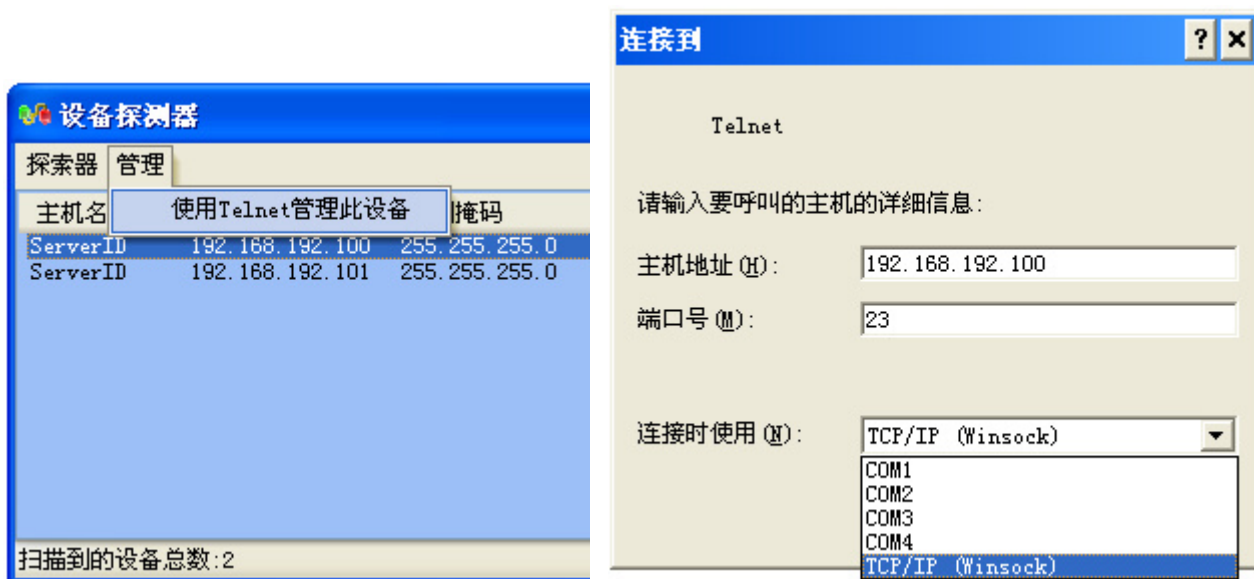 设备探测器
探索器 管理
主机名 使用Telnet管理此设备 掩码
ServerID 192.168.192.100 255.255.255.0
ServerID 192.168.192.101 255.255.255.0
扫描到的设备总数:2
连接到
Telnet
请输入要呼叫的主机的详细信息:
主机地址(H): 192.168.192.100
端口号(M): 23
连接时使用(N): TCP/IP (Winsock)
COM1
COM2
COM3
COM4
TCP/IP (Winsock)